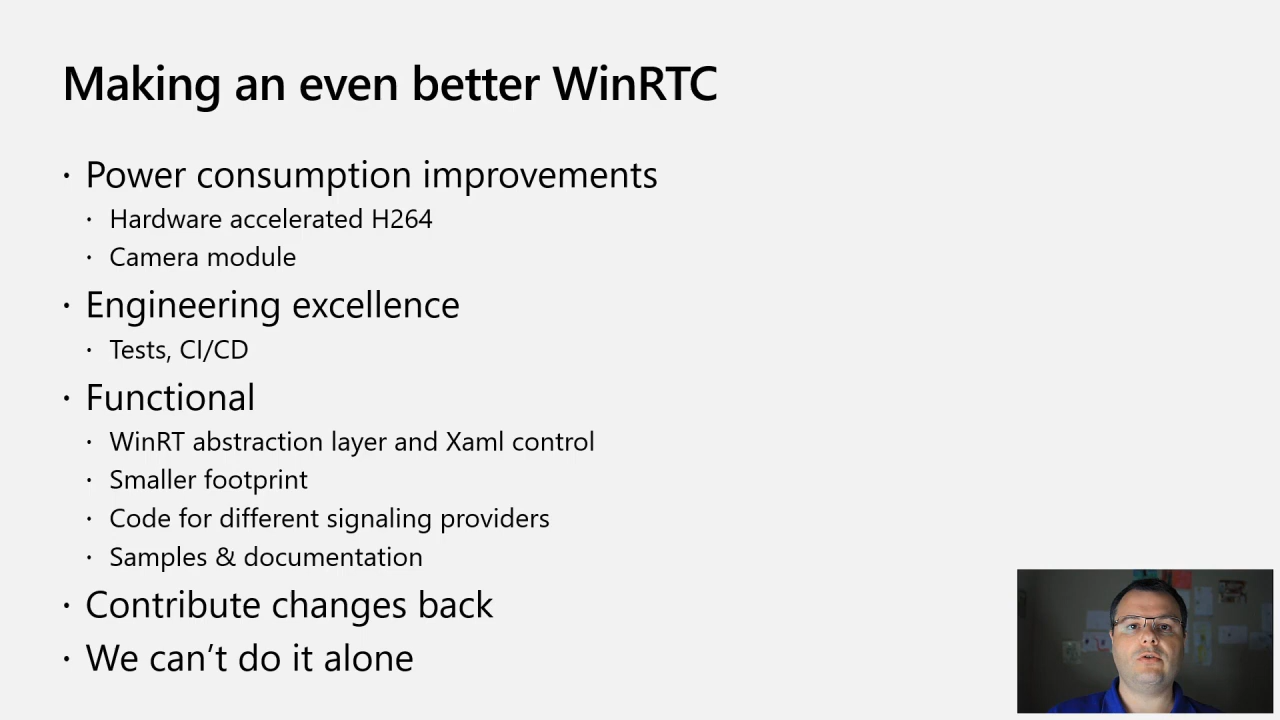 Making an even better WinRTC
· Power consumption improvements
· Hardware accelerated H264
· Camera module
· Engineering excellence
· Tests, CI/CD
· Functional
· WinRT abstraction layer and Xaml control
· Smaller footprint
· Code for different signaling providers
· Samples & documentation
· Contribute changes back
· We can’t do it alone